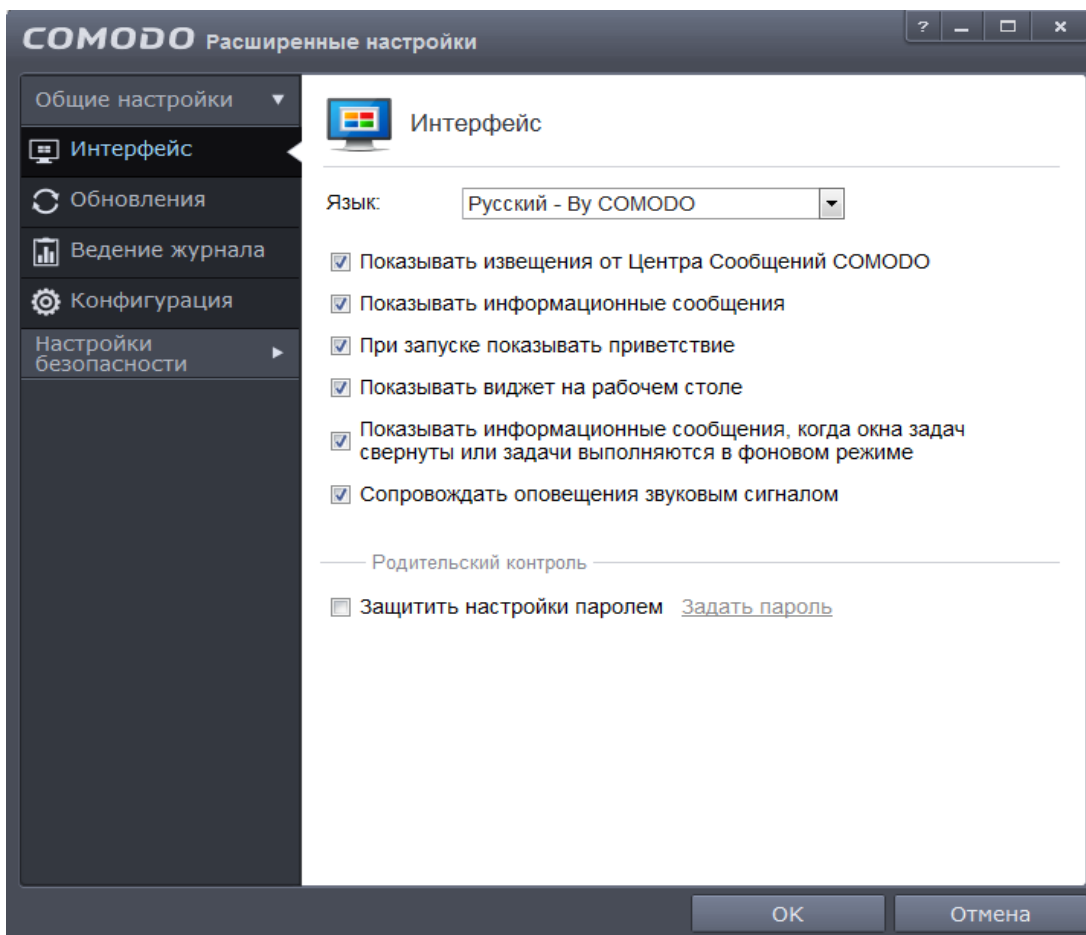 COMODO Расширенные настройки
?
Общие настройки
Интерфейс
Обновления
Ведение журнала
Конфигурация
Настройки
безопасности
Интерфейс
Язык: Русский - By COMODO
Показывать извещения от Центра Сообщений COMODO
Показывать информационные сообщения
При запуске показывать приветствие
Показывать виджет на рабочем столе
Показывать информационные сообщения, когда окна задач
свернуты или задачи выполняются в фоновом режиме
Сопровождать оповещения звуковым сигналом
Родительский контроль
Защитить настройки паролем Задать пароль
OK Отмена